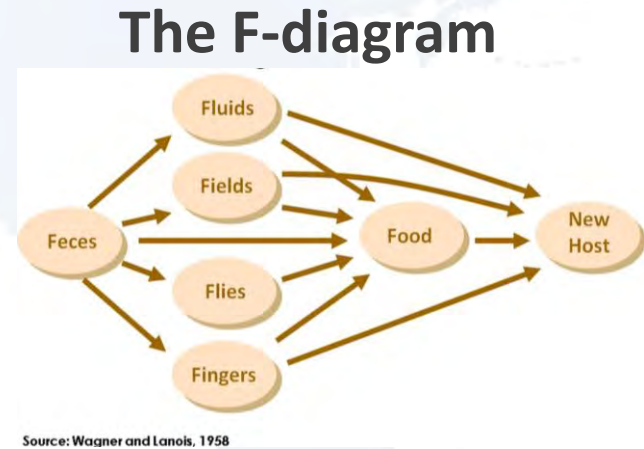 The F-diagram
Fluids
Fields
Feces
Food
New
Host
Flies
Fingers
Source: Wagner and Lanois, 1958